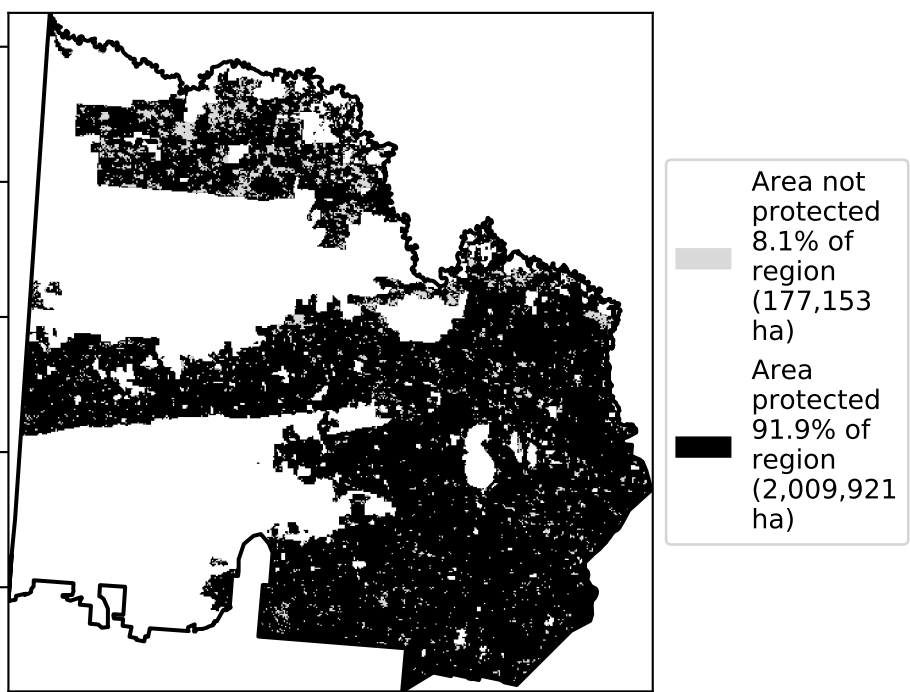 Area not
protected
8.1% of
region
(177,153
ha)
Area
protected
91.9% of
region
(2,009,921
ha)